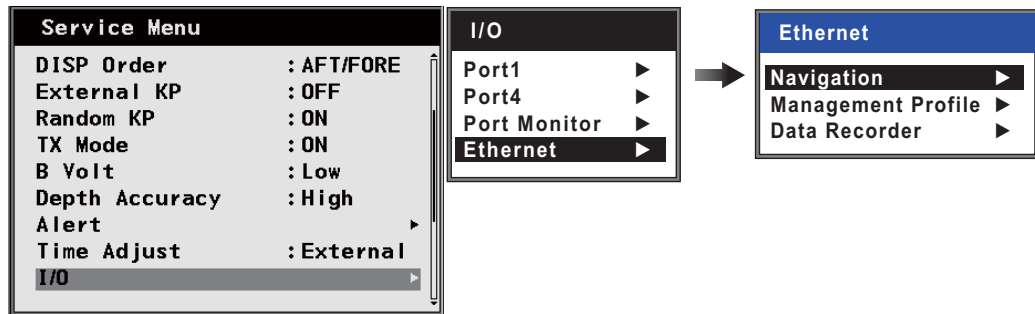 Service Menu
DISP Order : AFT/FORE
External KP : OFF
Random KP : ON
TX Mode : ON
B Volt : Low
Depth Accuracy : High
Alert
Time Adjust : External
I/O
I/O
Port1
Port4
Port Monitor
Ethernet
Ethernet
Navigation
Management Profile
Data Recorder